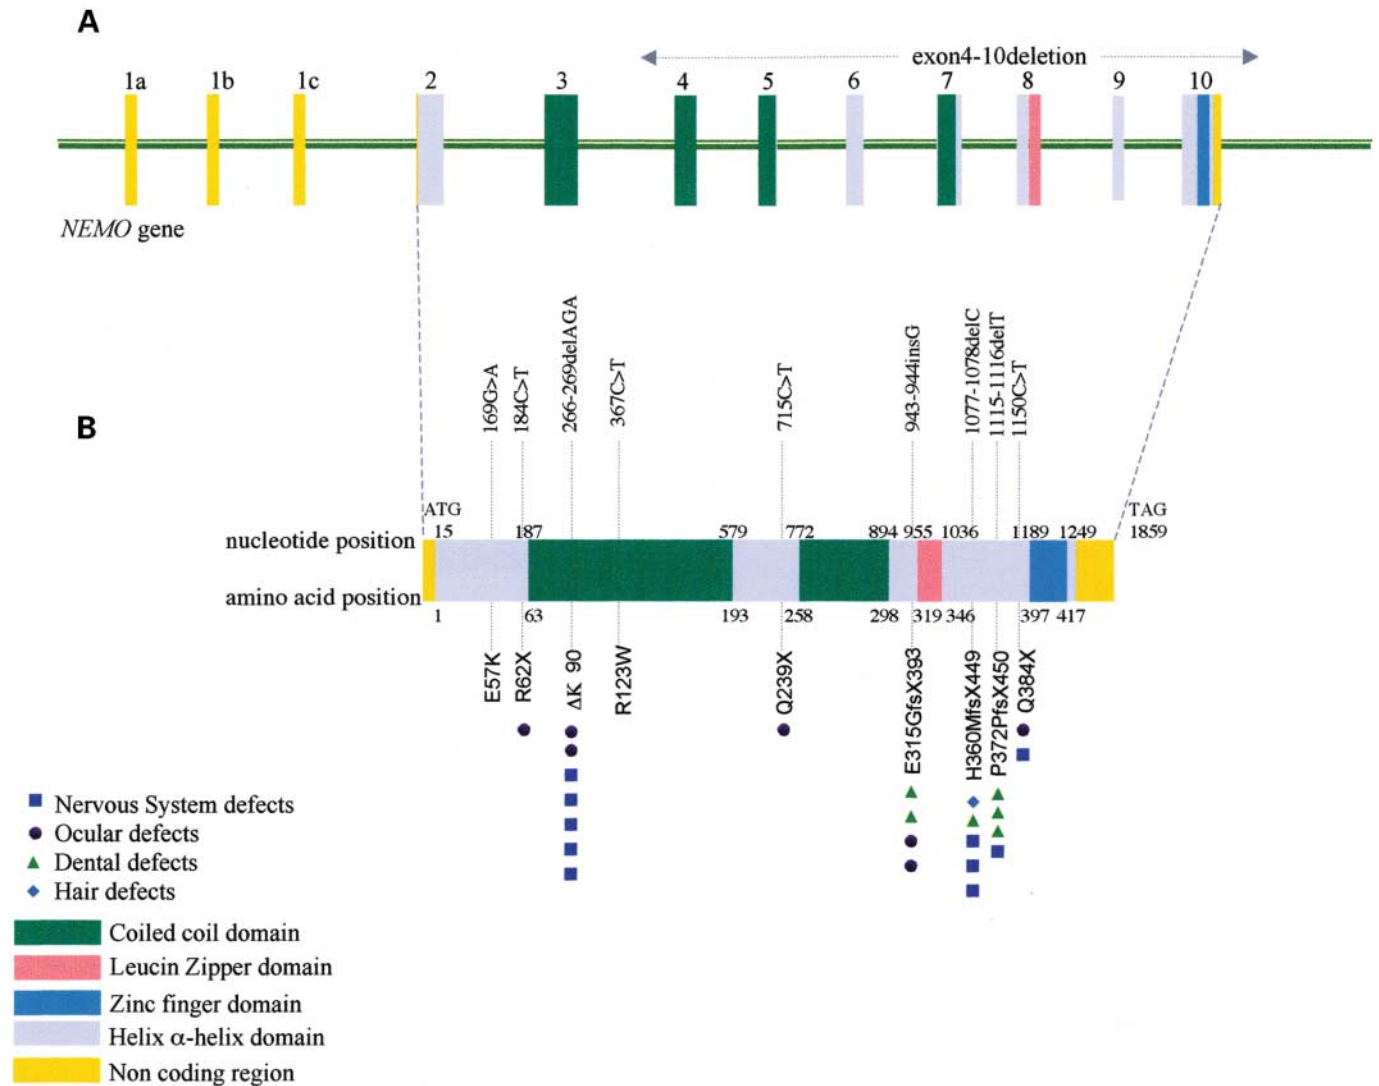 A
exon4-10deletion
1a 1b 1c 2 3 4 5 6 7 8 9 10
NEMO gene
169G>A
184C>T
266-269delAGA
367C>T
715C>T
943-944insG
1077-1078delC
1115-1116delT
1150C>T
B
ATG TAG
nucleotide position 15 187 579 772 894 955 1036 1189 1249 1859
amino acid position 1 63 193 258 298 319 346 397 417
E57K
R62X
ΔK 90
R123W
Q239X
E315GfsX393
H360MfsX449
P372PfsX450
Q384X
Nervous System defects
Ocular defects
Dental defects
Hair defects
Coiled coil domain
Leucin Zipper domain
Zinc finger domain
Helix α-helix domain
Non coding region